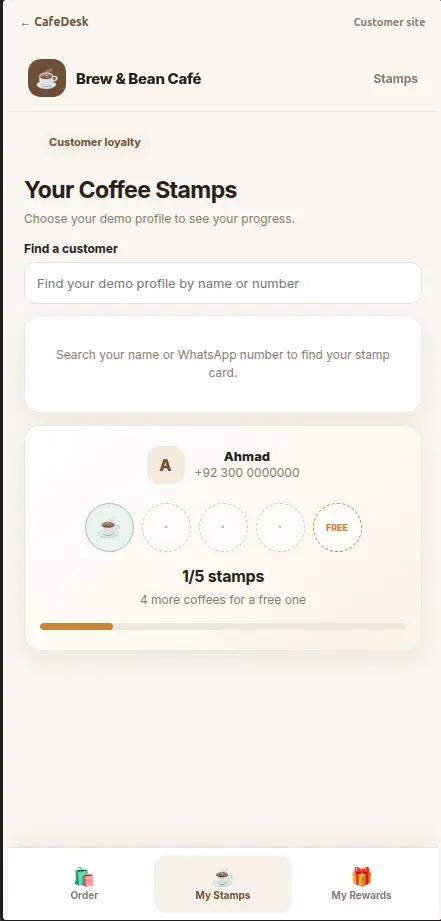 ← CafeDesk
Customer site
Brew & Bean Café
Stamps
Customer loyalty
Your Coffee Stamps
Choose your demo profile to see your progress.
Find a customer
Find your demo profile by name or number
Search your name or WhatsApp number to find your stamp
card.
A
Ahmad
+92 300 0000000
FREE
1/5 stamps
4 more coffees for a free one
Order
My Stamps
My Rewards